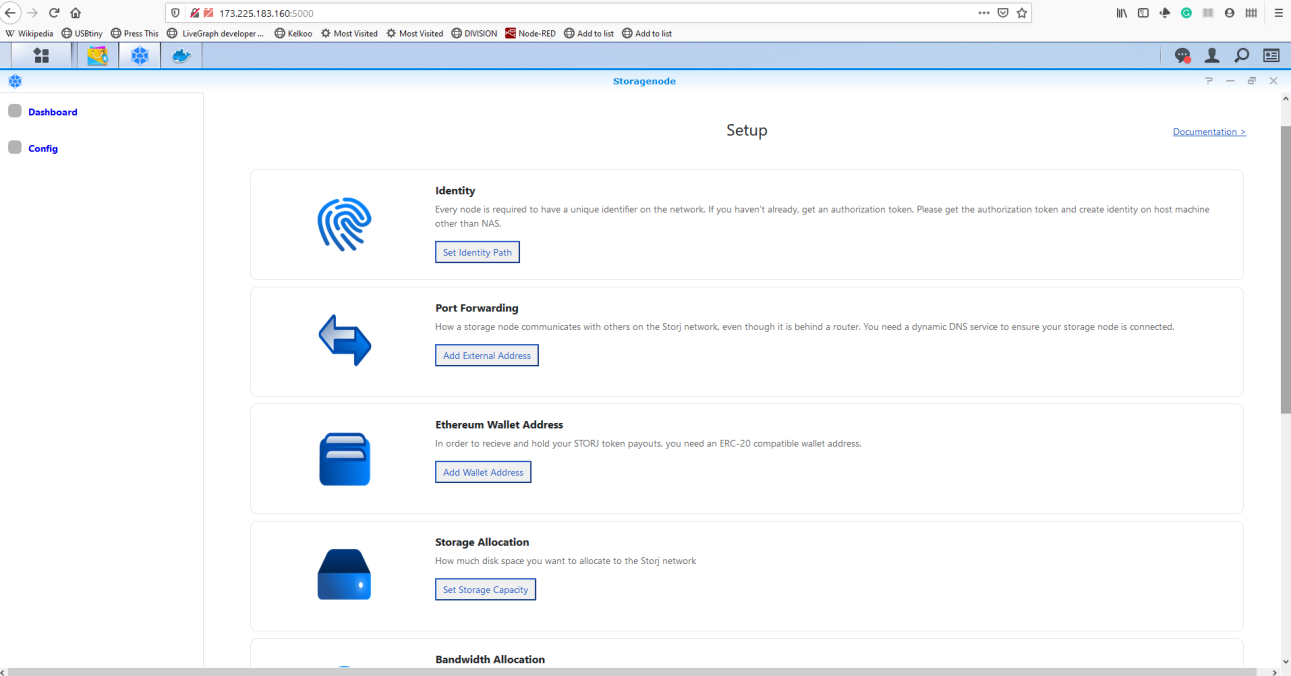 173.225.183.160:5000
W Wikipedia USBtiny Press This LiveGraph developer ... Kelkoo Most Visited Most Visited DIVISION Node-RED Add to list Add to list
Storagenode
Dashboard
Config
Setup
Documentation >
Identity
Every node is required to have a unique identifier on the network. If you haven't already, get an authorization token. Please get the authorization token and create identity on host machine
other than NAS.
Set Identity Path
Port Forwarding
How a storage node communicates with others on the Storj network, even though it is behind a router. You need a dynamic DNS service to ensure your storage node is connected.
Add External Address
Ethereum Wallet Address
In order to recieve and hold your STORJ token payouts, you need an ERC-20 compatible wallet address.
Add Wallet Address
Storage Allocation
How much disk space you want to allocate to the Storj network
Set Storage Capacity
Bandwidth Allocation